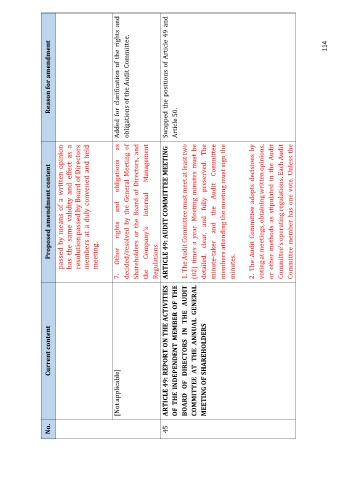 No.
Current content
Proposed amendment content
Reason for amendment
passed by means of a written opinion
has the same validity and effect as a
resolution passed by Board of Directors
members at a duly convened and held
meeting.
[Not applicable]
7. Other rights and obligations as
decided/resolved by the General Meeting of
Shareholders or the Board of Directors, and
the Company's Internal Management
Regulations.
Added for clarification of the rights and
obligations of the Audit Committee.
45
ARTICLE 49: REPORT ON THE ACTIVITIES
OF THE INDEPENDENT MEMBER OF THE
BOARD OF DIRECTORS IN THE AUDIT
COMMITTEE AT THE ANNUAL GENERAL
MEETING OF SHAREHOLDERS
ARTICLE 49: AUDIT COMMITTEE MEETING
1. The Audit Committee must meet at least two
(02) times a year. Meeting minutes must be
detailed, clear, and fully preserved. The
minute-taker and the Audit Committee
members attending the meeting must sign the
minutes.
2. The Audit Committee adopts decisions by
voting at meetings, obtaining written opinions,
or other methods as stipulated in the Audit
Committee's operating regulations. Each Audit
Committee member has one vote. Unless the
Swapped the positions of Article 49 and
Article 50.
114